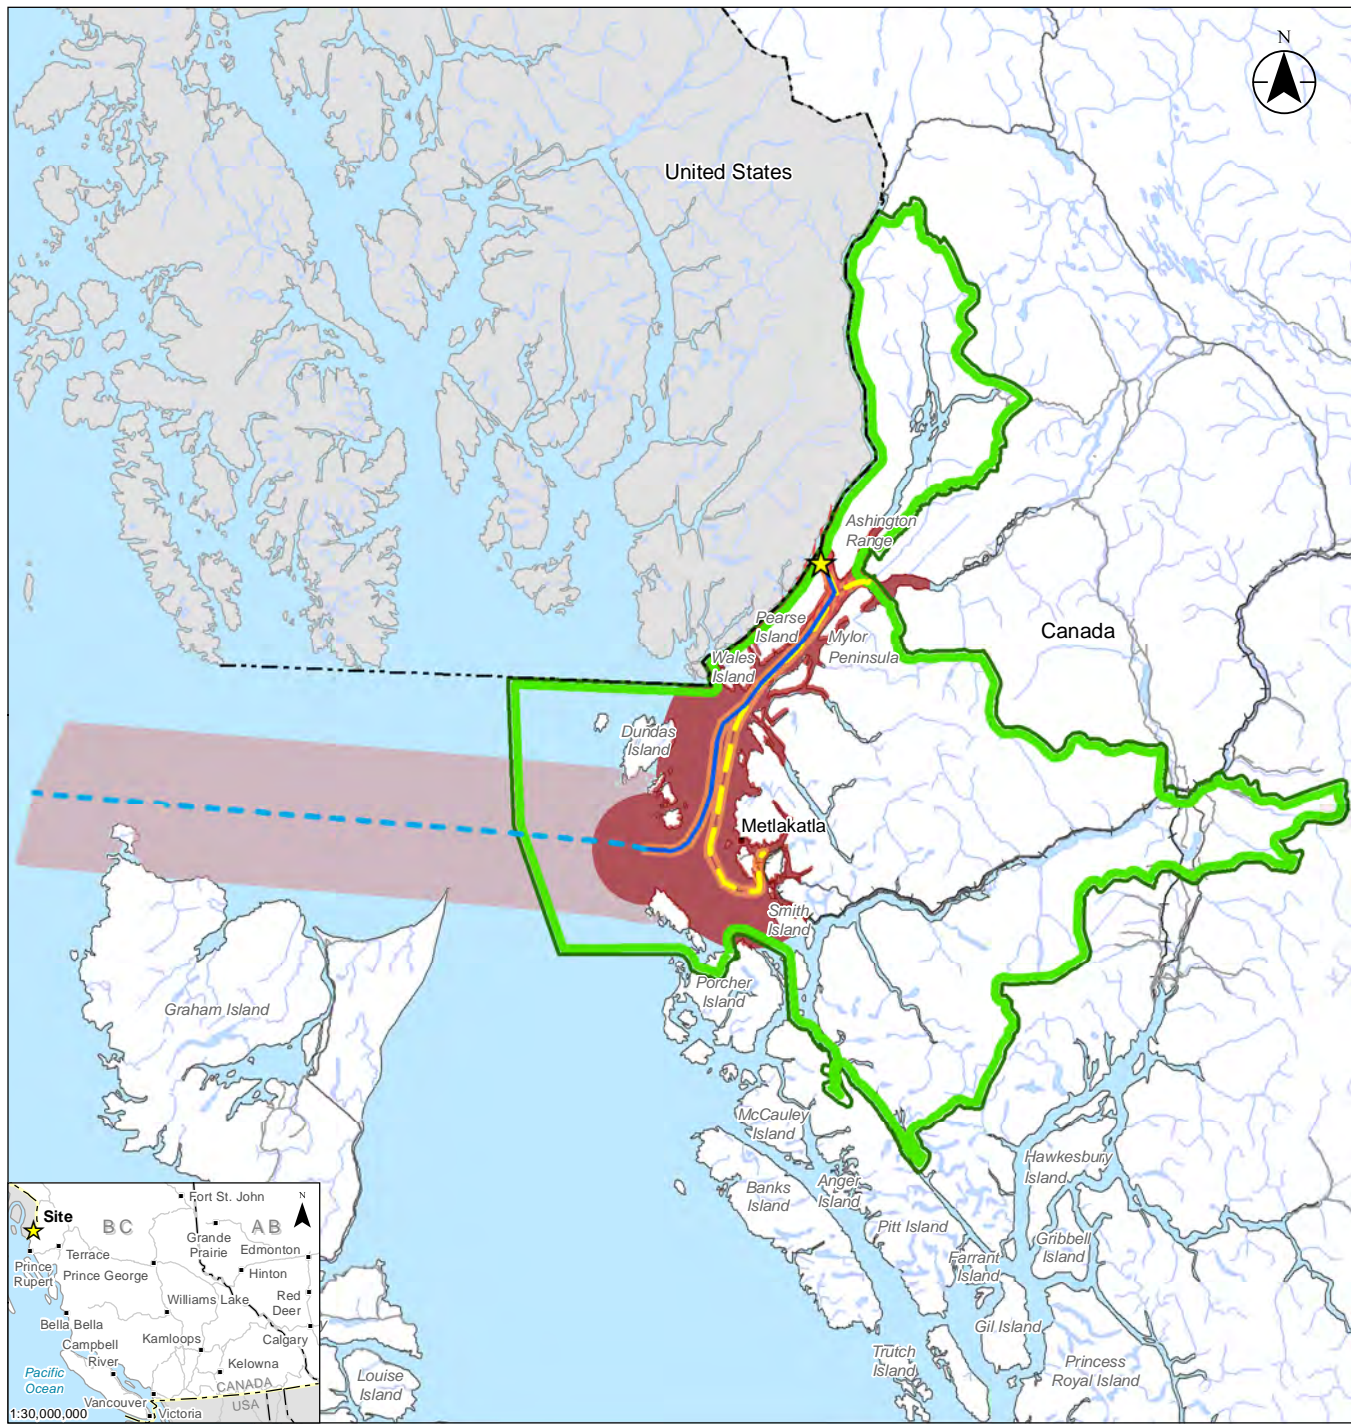 N
United States
Ashington
Range
Canada
Pearse
Island
Mylor
Peninsula
Wales
Island
Dundas
Island
Metlakatla
Smith
Island
Porcher
Island
Graham Island
McCauley
Island
Banks
Island
Anger
Island
Pitt Island
Hawkesbury
Island
Gribbell
Island
Farrant
Island
Gil Island
Trutch
Island
Princess
Royal Island
Louise
Island
N
Fort St. John
Site
BC
AB
Grande
Prairie
Edmonton
Terrace
Prince
Rupert
Prince George
Hinton
Red
Deer
Williams Lake
Bella Bella
Campbell
River
Kamloops
Calgary
y
Kelowna
Pacific
Ocean
CANADA
USA
Vancouver
Victoria
1:30,000,000